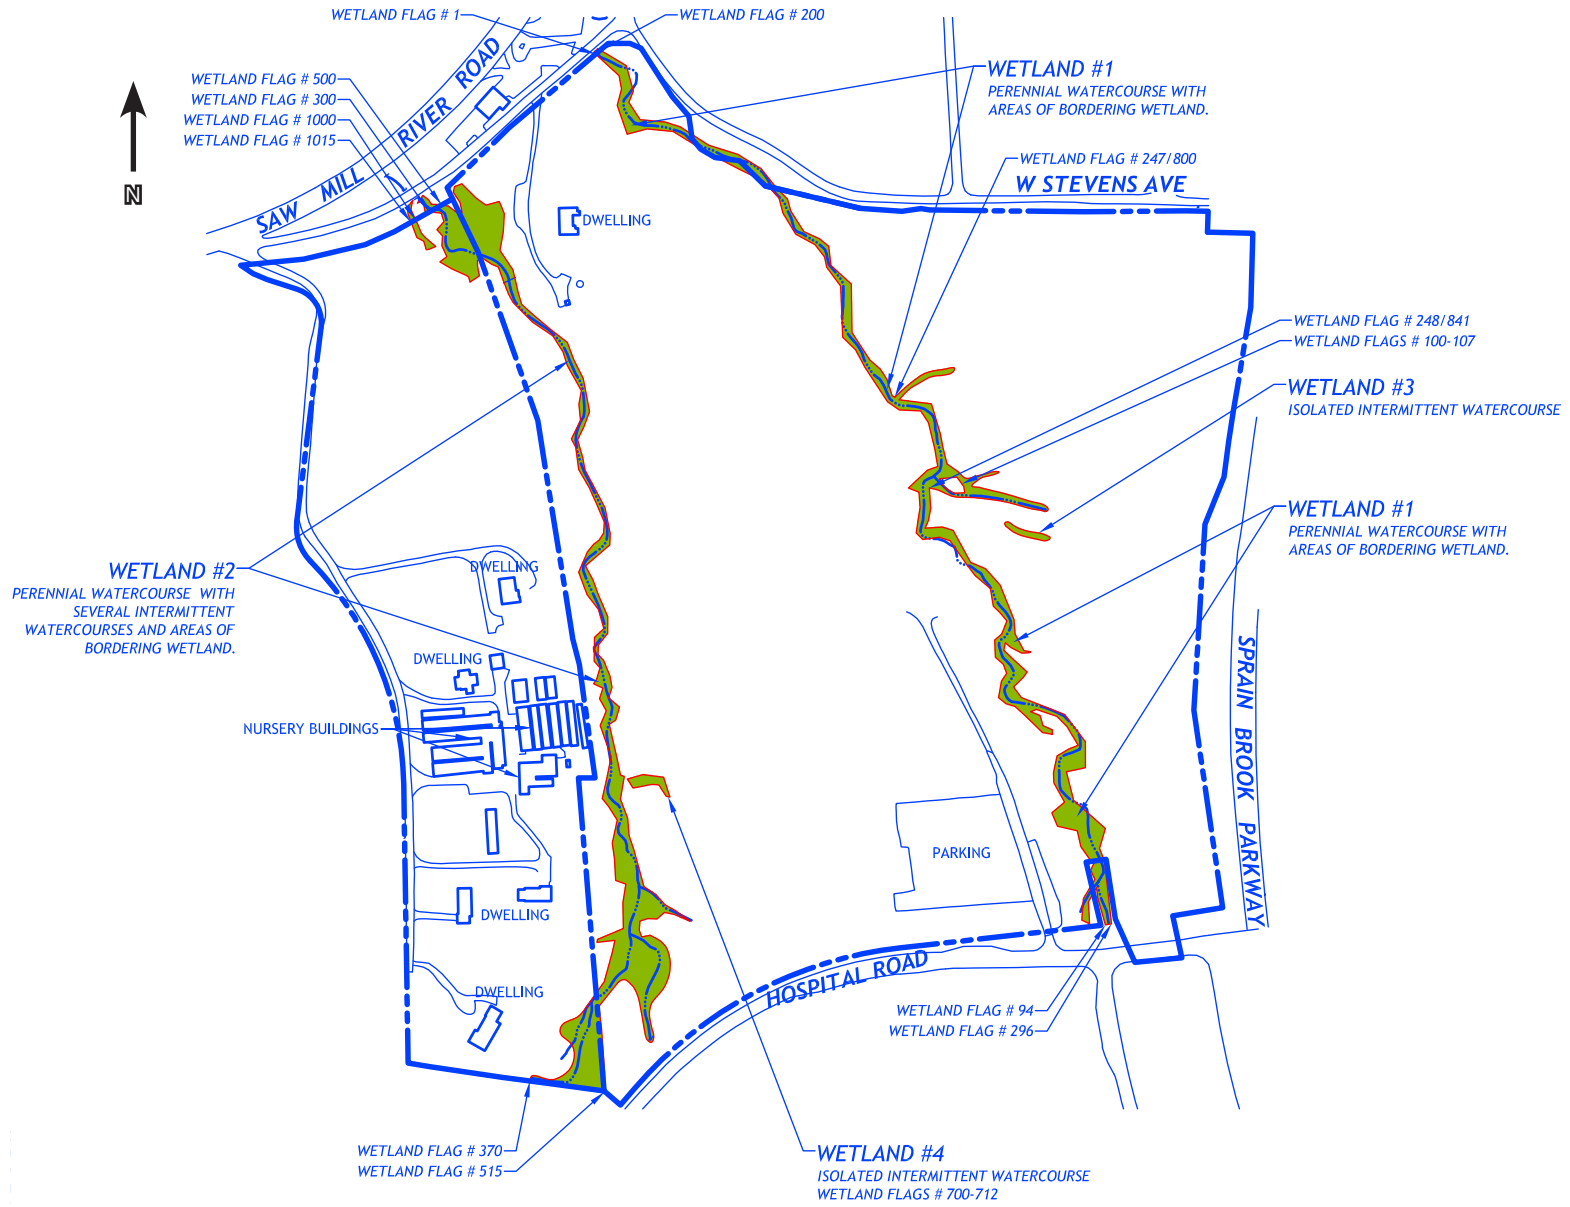 WETLAND FLAG # 1
WETLAND FLAG # 200
WETLAND FLAG # 500
WETLAND FLAG # 300
WETLAND FLAG # 1000
WETLAND FLAG # 1015
N
SAW MILL RIVER ROAD
WETLAND #1
PERENNIAL WATERCOURSE WITH
AREAS OF BORDERING WETLAND.
WETLAND FLAG # 247/800
W STEVENS AVE
DWELLING
WETLAND FLAG # 248/841
WETLAND FLAGS # 100-107
WETLAND #3
ISOLATED INTERMITTENT WATERCOURSE
WETLAND #1
PERENNIAL WATERCOURSE WITH
AREAS OF BORDERING WETLAND.
WETLAND #2
PERENNIAL WATERCOURSE WITH
SEVERAL INTERMITTENT
WATERCOURSES AND AREAS OF
BORDERING WETLAND.
DWELLING
DWELLING
NURSERY BUILDINGS
SPRAIN BROOK PARKWAY
PARKING
DWELLING
DWELLING
HOSPITAL ROAD
WETLAND FLAG # 94
WETLAND FLAG # 296
WETLAND FLAG # 370
WETLAND FLAG # 515
WETLAND #4
ISOLATED INTERMITTENT WATERCOURSE
WETLAND FLAGS # 700-712